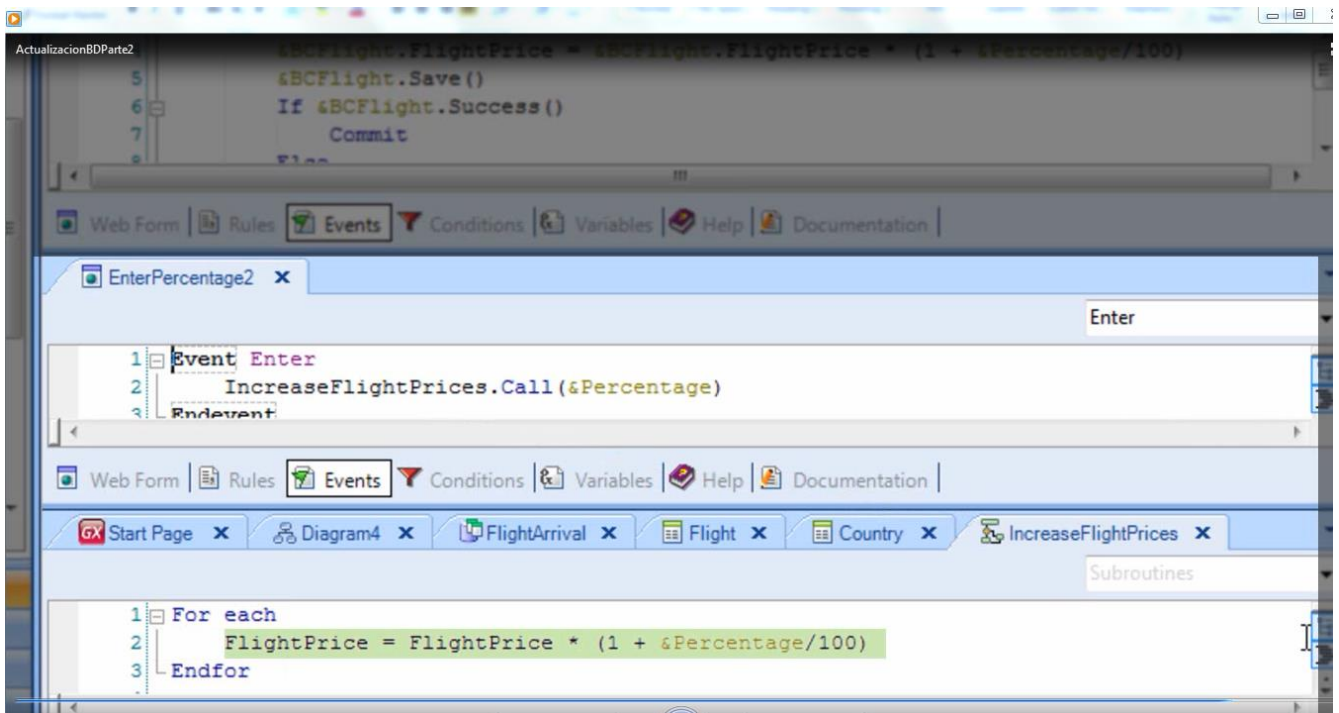 ActualizacionBDParte2
&BCFlight.FlightPrice = &BCFlight.FlightPrice * (1 + &Percentage/100)
5 &BCFlight.Save()
6 If &BCFlight.Success()
7 Commit
8 Else
Web Form Rules Events Conditions Variables Help Documentation
EnterPercentage2 x
Enter
1 Event Enter
2 IncreaseFlightPrices.Call(&Percentage)
3 Endevent
Web Form Rules Events Conditions Variables Help Documentation
GX Start Page x Diagram4 x FlightArrival x Flight x Country x IncreaseFlightPrices x
Subroutines
1 For each
2 FlightPrice = FlightPrice * (1 + &Percentage/100)
3 Endfor